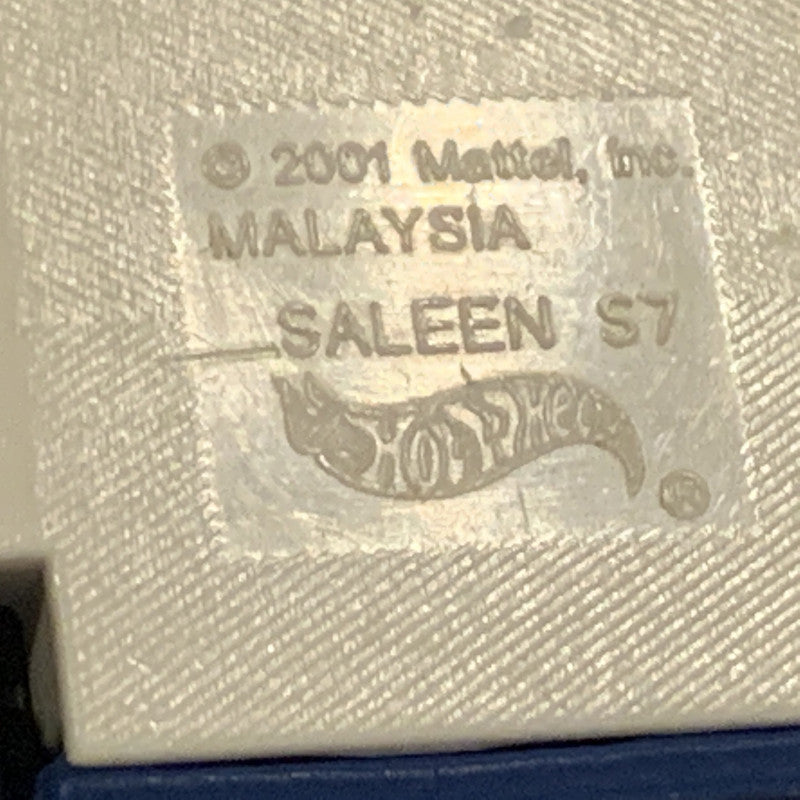 © 2001 Mattel, Inc.
MALAYSIA
SALEEN S7
Hot Wheels ®